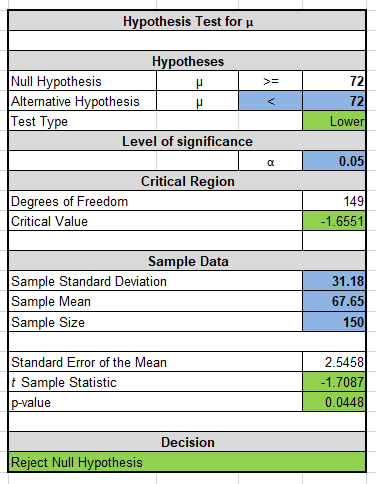 Hypothesis Test for μ
Hypotheses
Null Hypothesis μ >= 72
Alternative Hypothesis μ < 72
Test Type Lower
Level of significance
α 0.05
Critical Region
Degrees of Freedom 149
Critical Value -1.6551
Sample Data
Sample Standard Deviation 31.18
Sample Mean 67.65
Sample Size 150
Standard Error of the Mean 2.5458
t Sample Statistic -1.7087
p-value 0.0448
Decision
Reject Null Hypothesis